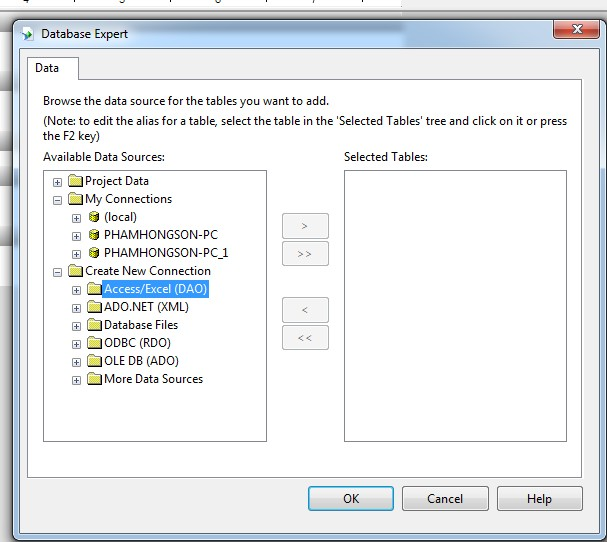 Database Expert
Data
Browse the data source for the tables you want to add.
(Note: to edit the alias for a table, select the table in the 'Selected Tables' tree and click on it or press
the F2 key)
Available Data Sources:
Selected Tables:
Project Data
My Connections
(local)
PHAMHONGSON-PC
PHAMHONGSON-PC_1
Create New Connection
Access/Excel (DAO)
ADO.NET (XML)
Database Files
ODBC (RDO)
OLE DB (ADO)
More Data Sources
>
>>
<
<<
OK
Cancel
Help